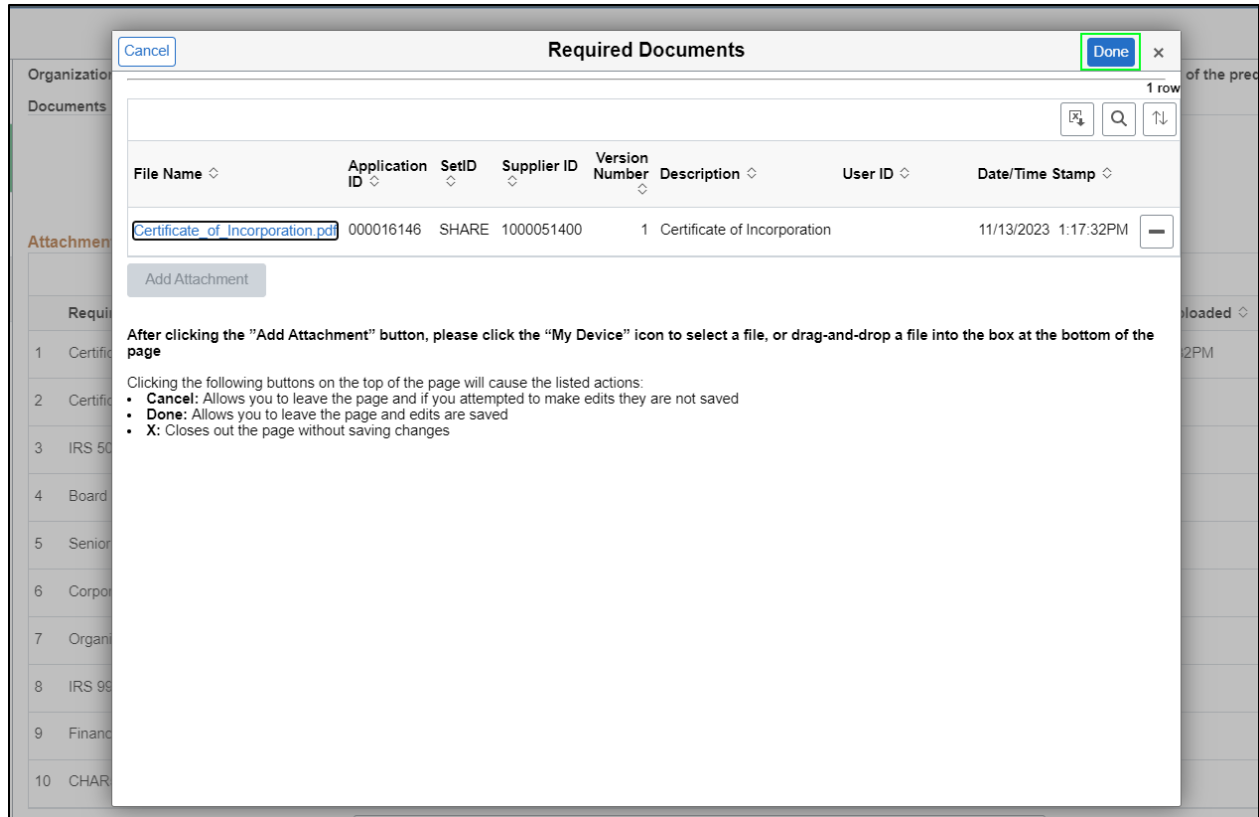 Cancel Required Documents Done ×
Organization of the prec
Documents
1 row
File Name Application ID SetID Supplier ID Version Number Description User ID Date/Time Stamp
Certificate_of_Incorporation.pdf 000016146 SHARE 1000051400 1 Certificate of Incorporation 11/13/2023 1:17:32PM
Attachmen
Add Attachment
Requi loaded
After clicking the ”Add Attachment” button, please click the “My Device” icon to select a file, or drag-and-drop a file into the box at the bottom of the
page
1 Certific 2PM
Clicking the following buttons on the top of the page will cause the listed actions:
• Cancel: Allows you to leave the page and if you attempted to make edits they are not saved
• Done: Allows you to leave the page and edits are saved
• X: Closes out the page without saving changes
2 Certific
3 IRS 50
4 Board
5 Senior
6 Corpor
7 Organi
8 IRS 99
9 Financ
10 CHAR